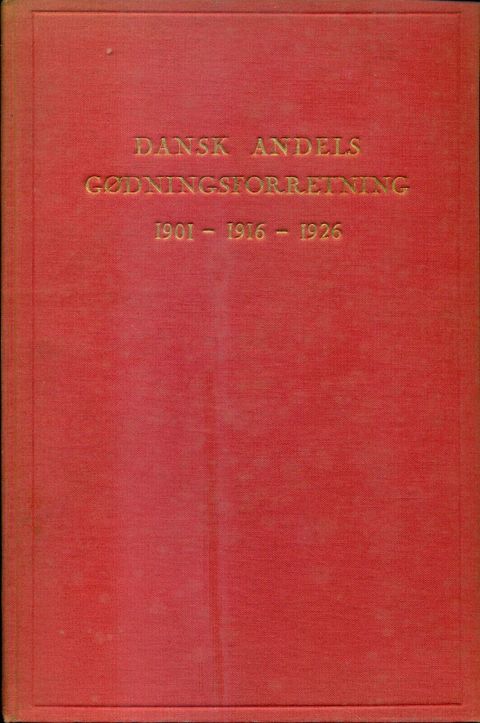 DANSK ANDELS
GØDNINGSFORRETNING
1901 – 1916 – 1926